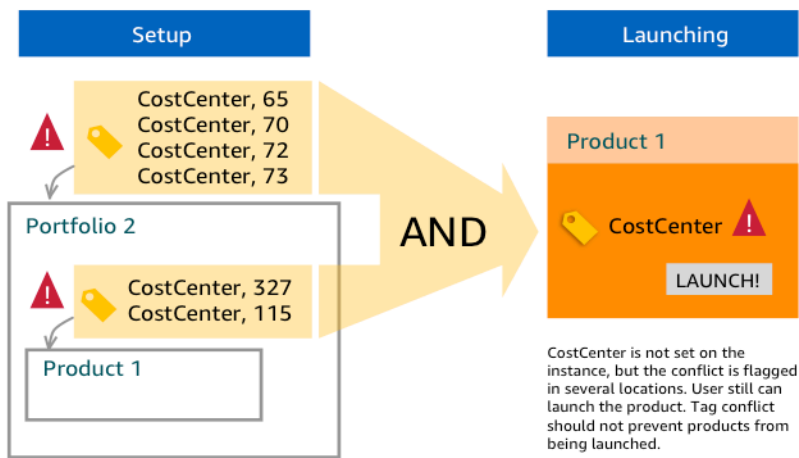 Setup
Launching
CostCenter, 65
CostCenter, 70
CostCenter, 72
CostCenter, 73
!
Portfolio 2
!
CostCenter, 327
CostCenter, 115
Product 1
AND
Product 1
CostCenter
!
LAUNCH!
CostCenter is not set on the
instance, but the conflict is flagged
in several locations. User still can
launch the product. Tag conflict
should not prevent products from
being launched.